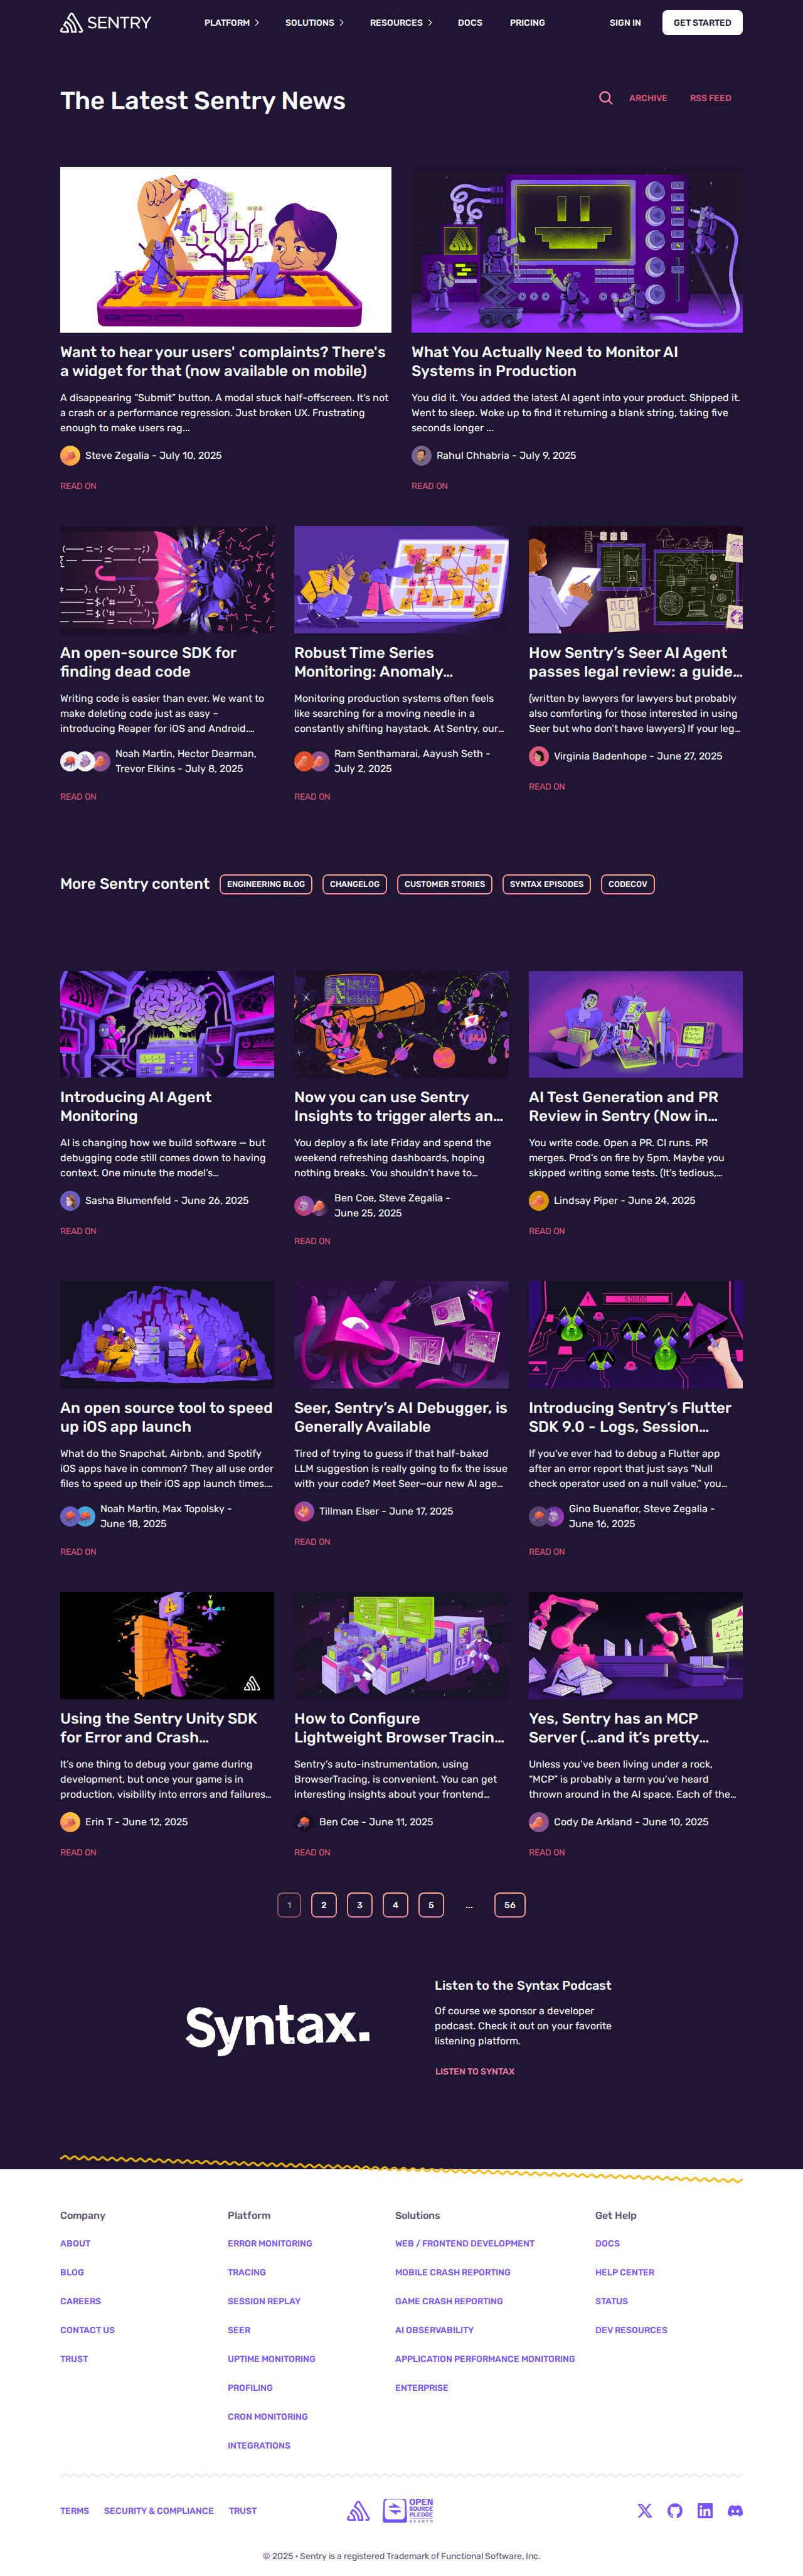 SENTRY
PLATFORM
SOLUTIONS
RESOURCES
DOCS
PRICING
SIGN IN
GET STARTED
The Latest Sentry News
ARCHIVE
RSS FEED
Want to hear your users' complaints? There's
a widget for that (now available on mobile)
A disappearing “Submit” button. A modal stuck half-offscreen. It’s not
a crash or a performance regression. Just broken UX. Frustrating
enough to make users rag...
Steve Zegalia - July 10, 2025
READ ON
What You Actually Need to Monitor AI
Systems in Production
You did it. You added the latest AI agent into your product. Shipped it.
Went to sleep. Woke up to find it returning a blank string, taking five
seconds longer ...
Rahul Chhabria - July 9, 2025
READ ON
An open-source SDK for
finding dead code
Writing code is easier than ever. We want to
make deleting code just as easy –
introducing Reaper for iOS and Android....
Noah Martin, Hector Dearman,
Trevor Elkins - July 8, 2025
READ ON
Robust Time Series
Monitoring: Anomaly...
Monitoring production systems often feels
like searching for a moving needle in a
constantly shifting haystack. At Sentry, our...
Ram Senthamarai, Aayush Seth -
July 2, 2025
READ ON
How Sentry’s Seer AI Agent
passes legal review: a guide...
(written by lawyers for lawyers but probably
also comforting for those interested in using
Seer but who don’t have lawyers) If your leg...
Virginia Badenhope - June 27, 2025
READ ON
More Sentry content
ENGINEERING BLOG
CHANGELOG
CUSTOMER STORIES
SYNTAX EPISODES
CODECOV
Introducing AI Agent
Monitoring
AI is changing how we build software — but
debugging code still comes down to having
context. One minute the model’s...
Sasha Blumenfeld - June 26, 2025
READ ON
Now you can use Sentry
Insights to trigger alerts an...
You deploy a fix late Friday and spend the
weekend refreshing dashboards, hoping
nothing breaks. You shouldn’t have to...
Ben Coe, Steve Zegalia -
June 25, 2025
READ ON
AI Test Generation and PR
Review in Sentry (Now in...
You write code. Open a PR. CI runs. PR
merges. Prod’s on fire by 5pm. Maybe you
skipped writing some tests. (It’s tedious,...
Lindsay Piper - June 24, 2025
READ ON
An open source tool to speed
up iOS app launch
What do the Snapchat, Airbnb, and Spotify
iOS apps have in common? They all use order
files to speed up their iOS app launch times....
Noah Martin, Max Topolsky -
June 18, 2025
READ ON
Seer, Sentry’s AI Debugger, is
Generally Available
Tired of trying to guess if that half-baked
LLM suggestion is really going to fix the issue
with your code? Meet Seer—our new AI age...
Tillman Elser - June 17, 2025
READ ON
Introducing Sentry’s Flutter
SDK 9.0 - Logs, Session...
If you’ve ever had to debug a Flutter app
after an error report that just says “Null
check operator used on a null value,” you...
Gino Buenaflor, Steve Zegalia -
June 16, 2025
READ ON
Using the Sentry Unity SDK
for Error and Crash...
It’s one thing to debug your game during
development, but once your game is in
production, visibility into errors and failures...
Erin T - June 12, 2025
READ ON
How to Configure
Lightweight Browser Tracin...
Sentry’s auto-instrumentation, using
BrowserTracing, is convenient. You can get
interesting insights about your frontend...
Ben Coe - June 11, 2025
READ ON
Yes, Sentry has an MCP
Server (...and it’s pretty...
Unless you’ve been living under a rock,
“MCP” is probably a term you’ve heard
thrown around in the AI space. Each of the...
Cody De Arkland - June 10, 2025
READ ON
1
2
3
4
5
...
56
Syntax.
Listen to the Syntax Podcast
Of course we sponsor a developer
podcast. Check it out on your favorite
listening platform.
LISTEN TO SYNTAX
Company
ABOUT
BLOG
CAREERS
CONTACT US
TRUST
Platform
ERROR MONITORING
TRACING
SESSION REPLAY
SEER
UPTIME MONITORING
PROFILING
CRON MONITORING
INTEGRATIONS
Solutions
WEB / FRONTEND DEVELOPMENT
MOBILE CRASH REPORTING
GAME CRASH REPORTING
AI OBSERVABILITY
APPLICATION PERFORMANCE MONITORING
ENTERPRISE
Get Help
DOCS
HELP CENTER
STATUS
DEV RESOURCES
TERMS
SECURITY & COMPLIANCE
TRUST
OPEN
SOURCE
PLEDGE
© 2025 • Sentry is a registered Trademark of Functional Software, Inc.